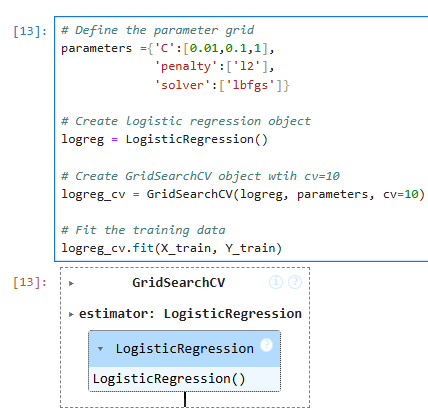 [13]: # Define the parameter grid
parameters ={'C':[0.01,0.1,1],
'penalty':['l2'],
'solver':['lbfgs']}
# Create logistic regression object
logreg = LogisticRegression()
# Create GridSearchCV object wtih cv=10
logreg_cv = GridSearchCV(logreg, parameters, cv=10)
# Fit the training data
logreg_cv.fit(X_train, Y_train)
[13]: ▸ GridSearchCV i ?
▸ estimator: LogisticRegression
▾ LogisticRegression ?
LogisticRegression()